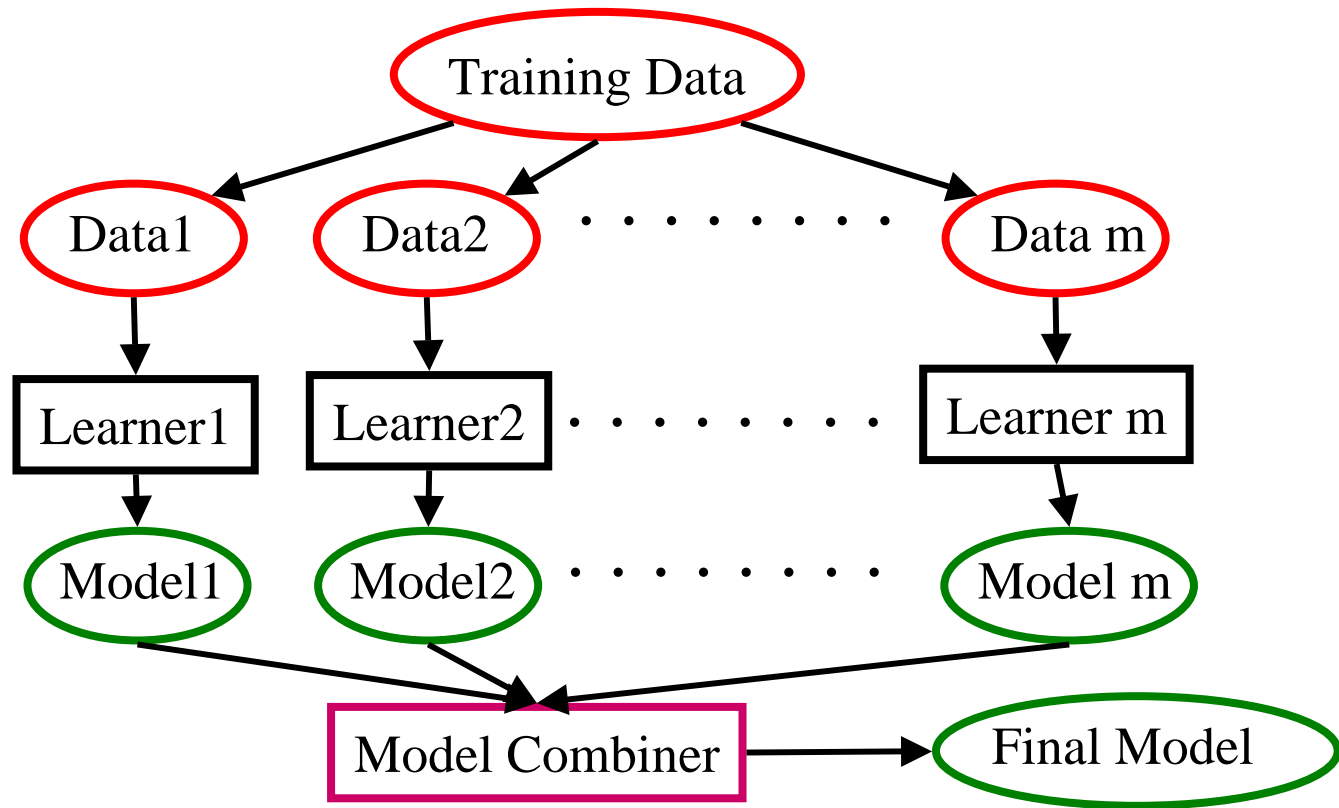 Training Data
Data1 Data2 . . . . . . . . Data m
Learner1 Learner2 . . . . . . . . Learner m
Model1 Model2 . . . . . . . . Model m
Model Combiner Final Model